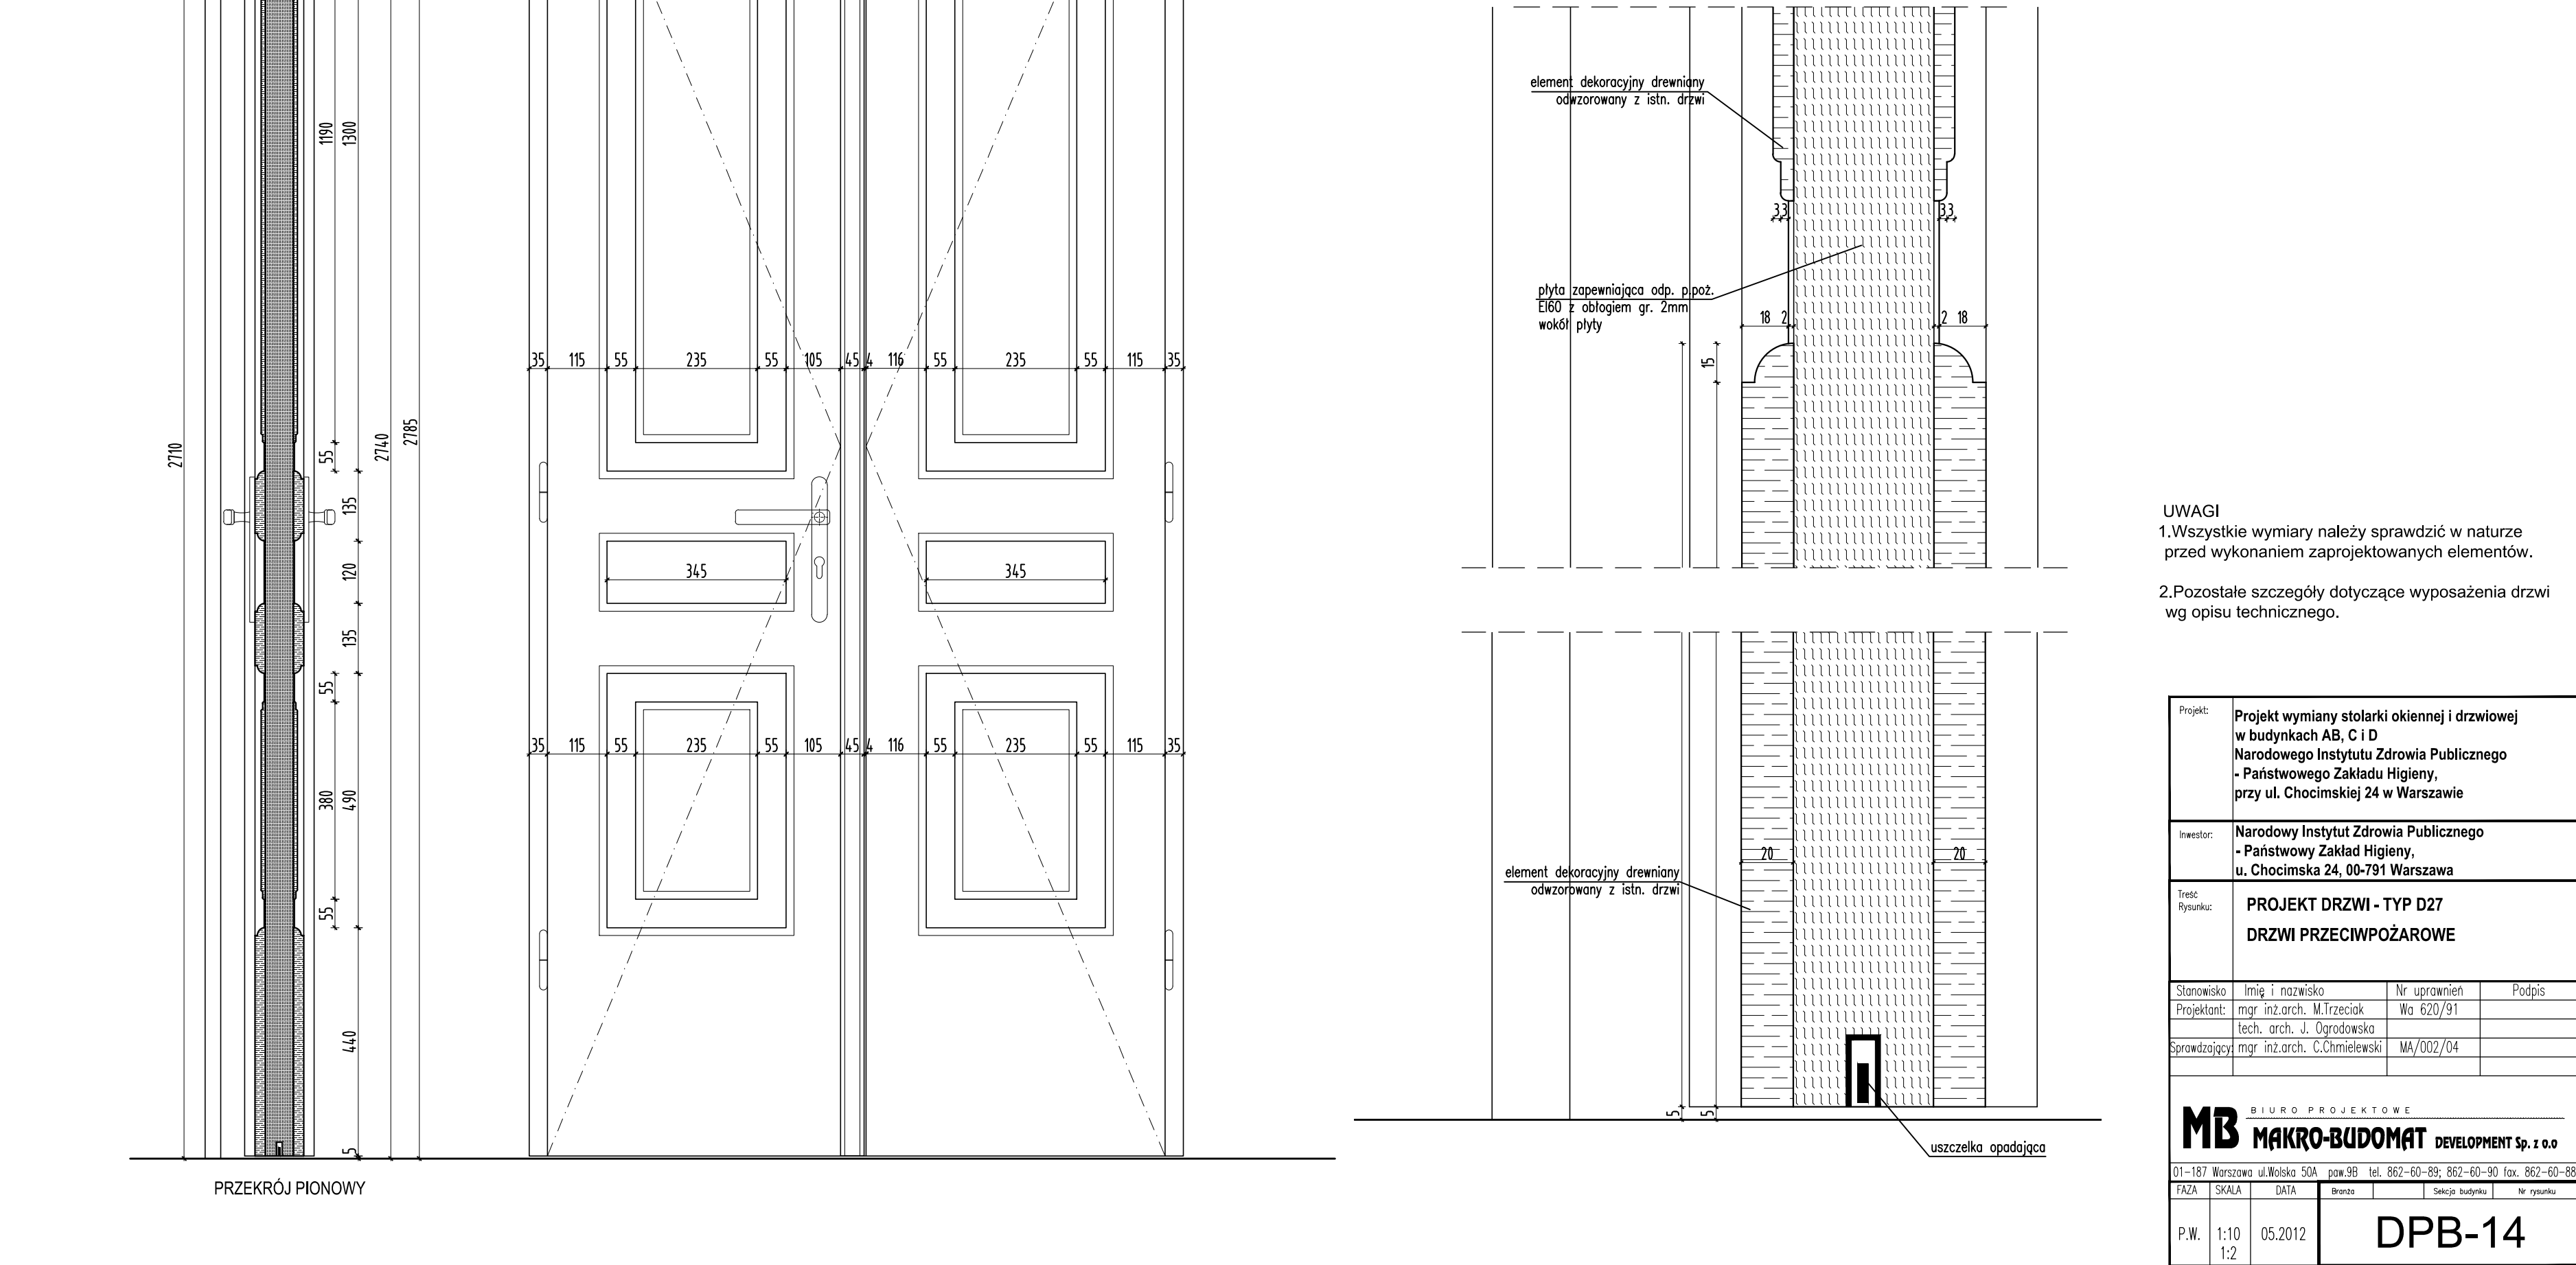 1190
1300
2710
55
2740
2785
135
120
135
55
380
490
55
440
5
PRZEKRÓJ PIONOWY
35 115 55 235 55 105 45 4 116 55 235 55 115 35
345 345
35 115 55 235 55 105 45 4 116 55 235 55 115 35
element dekoracyjny drewniany
odwzorowany z istn. drzwi
33 33
płyta zapewniająca odp. p.poż.
EI60 z obłogiem gr. 2mm
wokół płyty
18 2 2 18
15
20 20
element dekoracyjny drewniany
odwzorowany z istn. drzwi
5 5
uszczelka opadająca
UWAGI
1.Wszystkie wymiary należy sprawdzić w naturze
przed wykonaniem zaprojektowanych elementów.
2.Pozostałe szczegóły dotyczące wyposażenia drzwi
wg opisu technicznego.
Projekt: Projekt wymiany stolarki okiennej i drzwiowej
w budynkach AB, C i D
Narodowego Instytutu Zdrowia Publicznego
- Państwowego Zakładu Higieny,
przy ul. Chocimskiej 24 w Warszawie
Inwestor: Narodowy Instytut Zdrowia Publicznego
- Państwowy Zakład Higieny,
u. Chocimska 24, 00-791 Warszawa
Treść
Rysunku: PROJEKT DRZWI - TYP D27
DRZWI PRZECIWPOŻAROWE
Stanowisko Imię i nazwisko Nr uprawnień Podpis
Projektant: mgr inż.arch. M.Trzeciak Wa 620/91
tech. arch. J. Ogrodowska
Sprawdzający: mgr inż.arch. C.Chmielewski MA/002/04
MB BIURO PROJEKTOWE
MAKRO-BUDOMAT DEVELOPMENT Sp. z o.o
01-187 Warszawa ul.Wolska 50A paw.9B tel. 862-60-89; 862-60-90 fax. 862-60-88
FAZA SKALA DATA Branża Sekcja budynku Nr rysunku
P.W. 1:10 05.2012 DPB-14
1:2